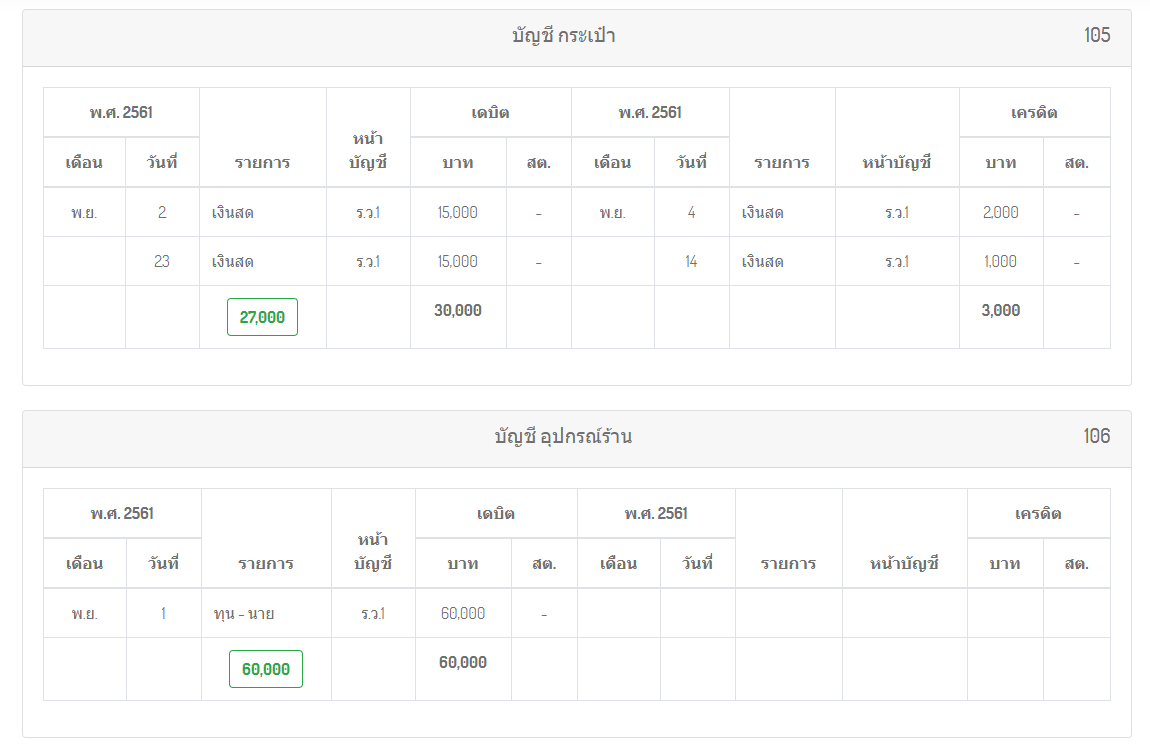 บัญชี กระเป๋า 105
พ.ศ. 2561 รายการ หน้าบัญชี เดบิต พ.ศ. 2561 รายการ หน้าบัญชี เครดิต
เดือน วันที่ บาท สต. เดือน วันที่ บาท สต.
พ.ย. 2 เงินสด ร.ว.1 15,000 - พ.ย. 4 เงินสด ร.ว.1 2,000 -
23 เงินสด ร.ว.1 15,000 - 14 เงินสด ร.ว.1 1,000 -
27,000 30,000 3,000
บัญชี อุปกรณ์ร้าน 106
พ.ศ. 2561 รายการ หน้าบัญชี เดบิต พ.ศ. 2561 รายการ หน้าบัญชี เครดิต
เดือน วันที่ บาท สต. เดือน วันที่ บาท สต.
พ.ย. 1 ทุน - นาย ร.ว.1 60,000 -
60,000 60,000